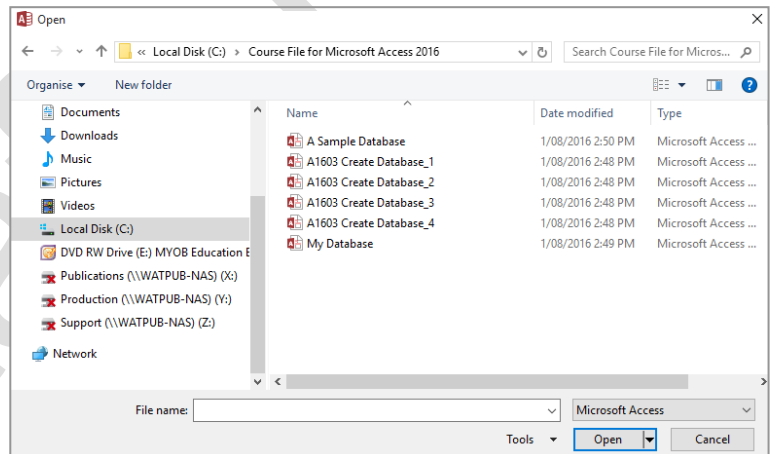 Open
« Local Disk (C:) › Course File for Microsoft Access 2016
Search Course File for Micros...
Organise
New folder
Name
Date modified
Type
Documents
Downloads
Music
Pictures
Videos
Local Disk (C:)
DVD RW Drive (E:) MYOB Education E
Publications (\\WATPUB-NAS) (X:)
Production (\\WATPUB-NAS) (Y:)
Support (\\WATPUB-NAS) (Z:)
Network
A Sample Database 1/08/2016 2:50 PM Microsoft Access ...
A1603 Create Database_1 1/08/2016 2:48 PM Microsoft Access ...
A1603 Create Database_2 1/08/2016 2:48 PM Microsoft Access ...
A1603 Create Database_3 1/08/2016 2:48 PM Microsoft Access ...
A1603 Create Database_4 1/08/2016 2:48 PM Microsoft Access ...
My Database 1/08/2016 2:49 PM Microsoft Access ...
File name:
Microsoft Access
Tools
Open
Cancel